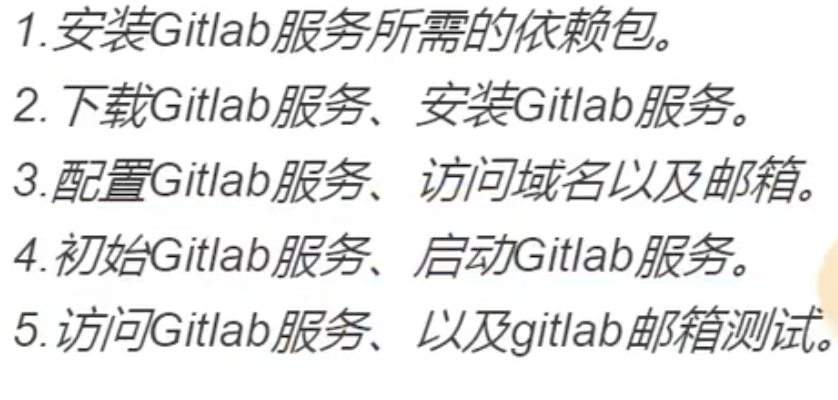 1.安装Gitlab服务所需的依赖包。
2.下载Gitlab服务、安装Gitlab服务。
3.配置Gitlab服务、访问域名以及邮箱。
4.初始Gitlab服务、启动Gitlab服务。
5.访问Gitlab服务、以及gitlab邮箱测试。